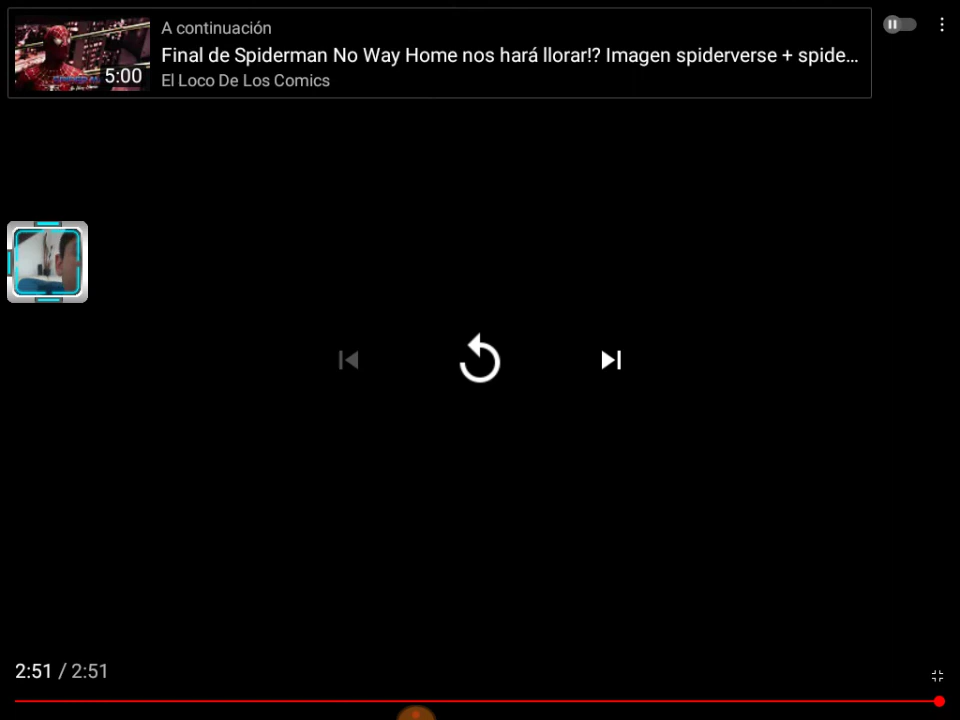 A continuación
Final de Spiderman No Way Home nos hará llorar!? Imagen spiderverse + spide...
5:00
El Loco De Los Comics
2:51 / 2:51